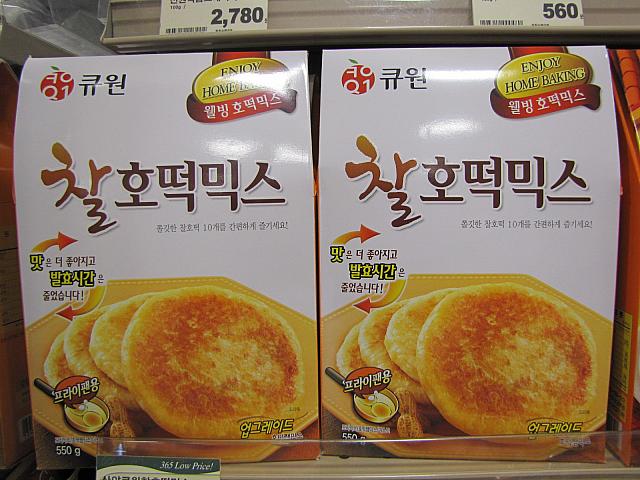 100g /
2,780
100g /
560
큐원
ENJOY
HOME BAKING
웰빙 호떡믹스
찰호떡믹스
쫄깃한 찰호떡 10개를 간편하게 즐기세요!
맛은 더 좋아지고
발효시간은
줄었습니다!
프라이팬용
업그레이드
550 g
큐원
ENJOY
HOME BAKING
웰빙 호떡믹스
찰호떡믹스
쫄깃한 찰호떡 10개를 간편하게 즐기세요!
맛은 더 좋아지고
발효시간은
줄었습니다!
프라이팬용
업그레이드
550 g
365 Low Price!